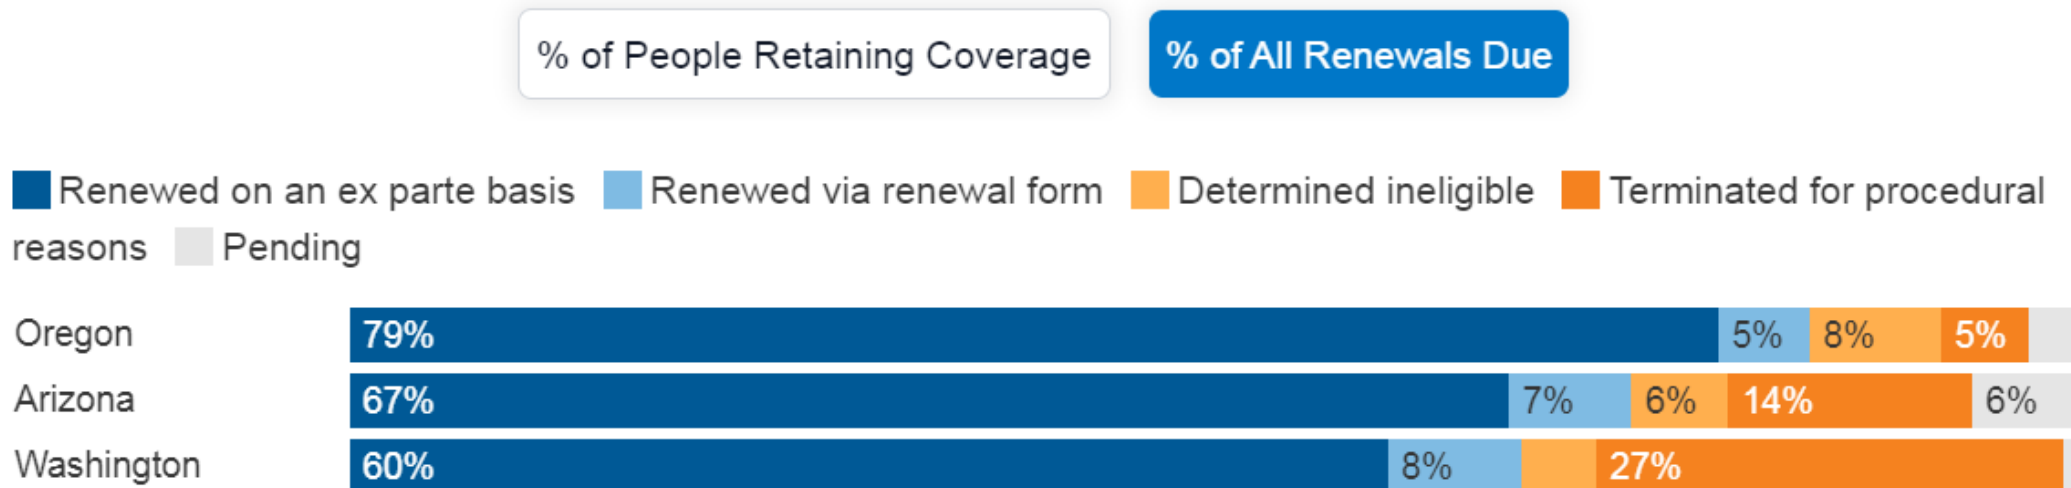 % of People Retaining Coverage % of All Renewals Due
Renewed on an ex parte basis Renewed via renewal form Determined ineligible Terminated for procedural
reasons Pending
Oregon 79% 5% 8% 5%
Arizona 67% 7% 6% 14% 6%
Washington 60% 8% 27%